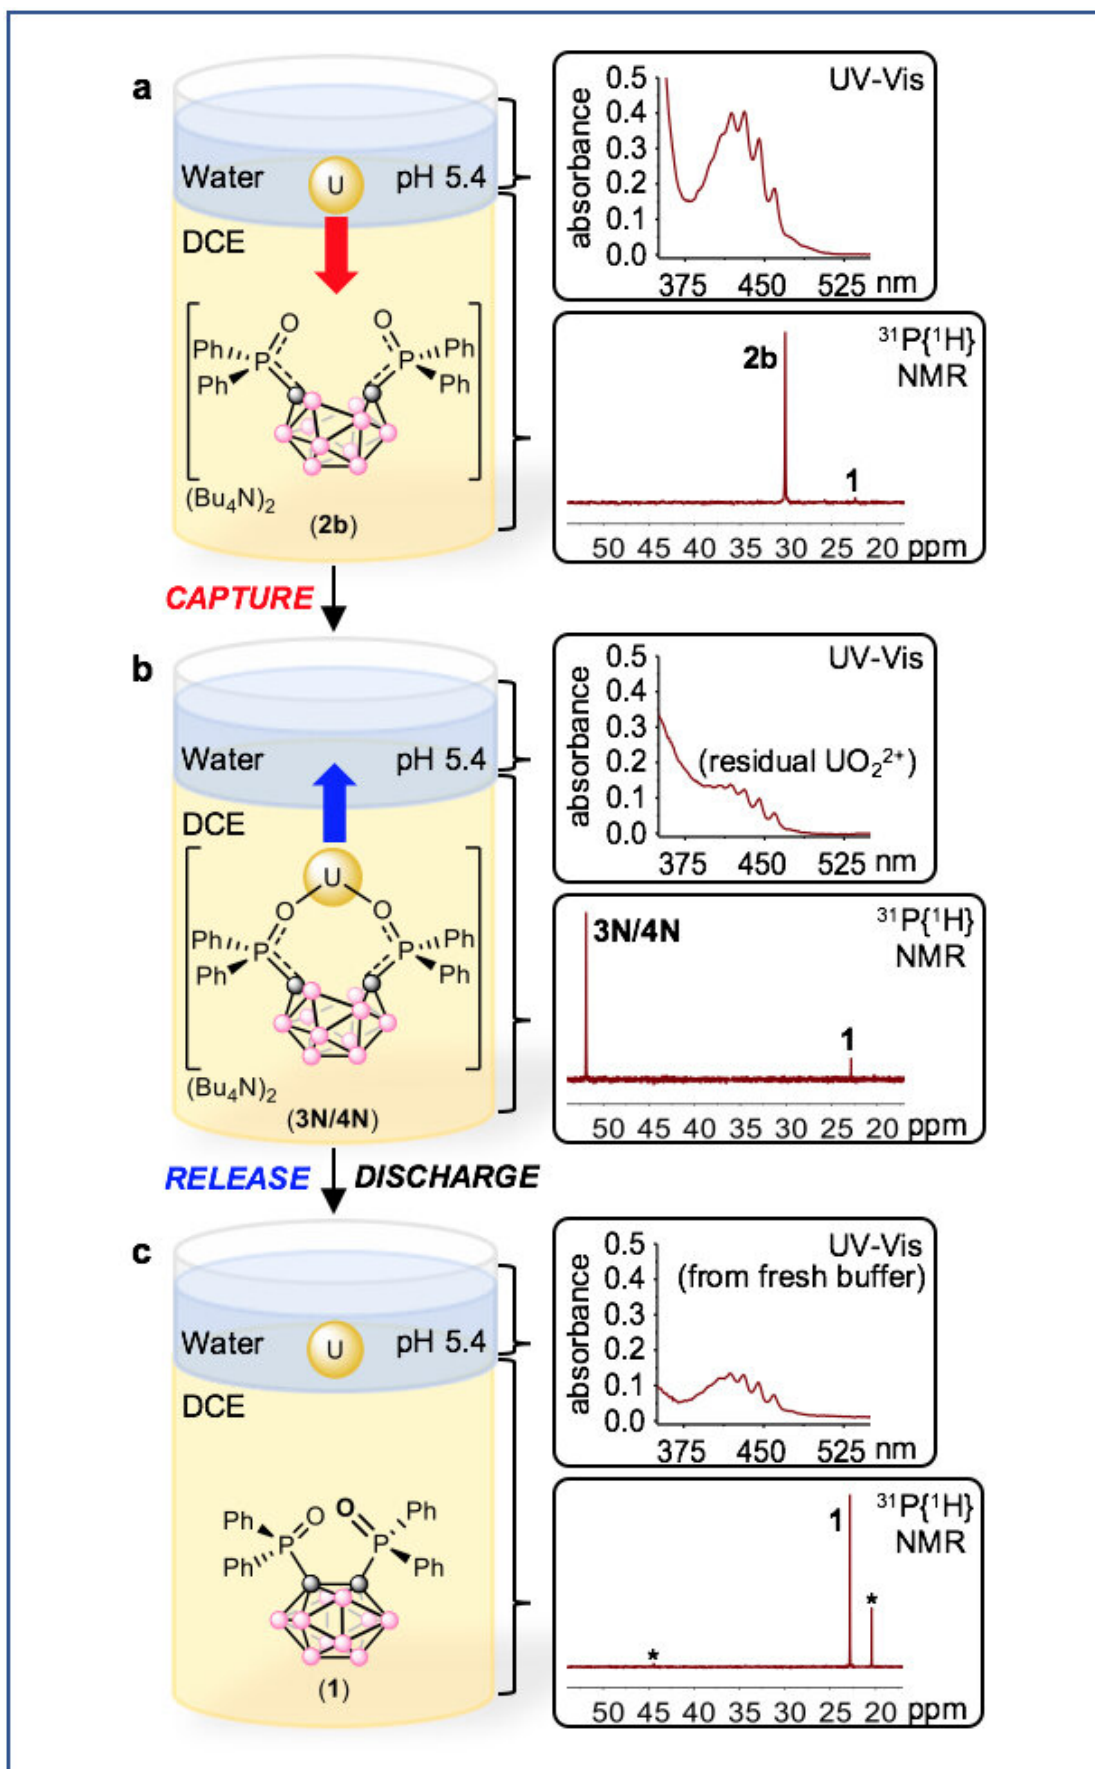 a
Water
U
pH 5.4
DCE
O
O
Ph
P
P
Ph
Ph
Ph
(Bu₄N)₂
(2b)
UV-Vis
absorbance
0.5
0.4
0.3
0.2
0.1
0.0
375 450 525 nm
³¹P{¹H}
NMR
2b
1
50 45 40 35 30 25 20 ppm
CAPTURE
b
Water
pH 5.4
DCE
U
O
O
Ph
P
P
Ph
Ph
Ph
(Bu₄N)₂
(3N/4N)
UV-Vis
absorbance
0.5
0.4
0.3
0.2
0.1
0.0
(residual UO₂²⁺)
375 450 525 nm
³¹P{¹H}
NMR
3N/4N
1
50 45 40 35 30 25 20 ppm
RELEASE DISCHARGE
c
Water
U
pH 5.4
DCE
Ph
O
O
Ph
P
P
Ph
Ph
(1)
UV-Vis
(from fresh buffer)
absorbance
0.5
0.4
0.3
0.2
0.1
0.0
375 450 525 nm
³¹P{¹H}
NMR
1
*
*
50 45 40 35 30 25 20 ppm